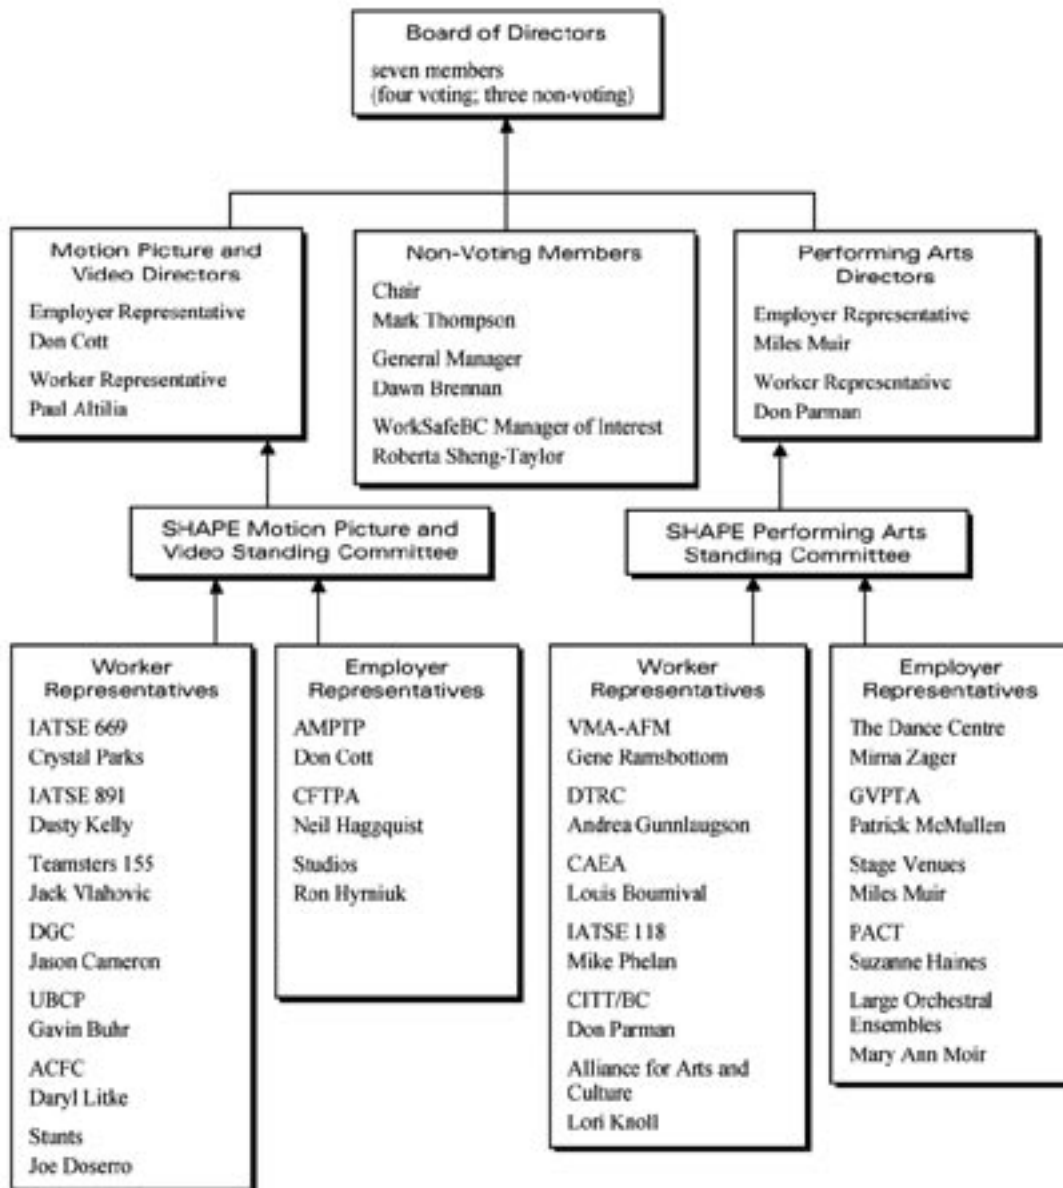 Board of Directors
seven members
(four voting; three non-voting)
Motion Picture and
Video Directors
Employer Representative
Don Cott
Worker Representative
Paul Altilia
Non-Voting Members
Chair
Mark Thompson
General Manager
Dawn Brennan
WorkSafeBC Manager of Interest
Roberta Sheng-Taylor
Performing Arts
Directors
Employer Representative
Miles Muir
Worker Representative
Don Parman
SHAPE Motion Picture and
Video Standing Committee
SHAPE Performing Arts
Standing Committee
Worker
Representatives
IATSE 669
Crystal Parks
IATSE 891
Dusty Kelly
Teamsters 155
Jack Vlahovic
DGC
Jason Cameron
UBCP
Gavin Buhr
ACFC
Daryl Litke
Stunts
Joe Doserro
Employer
Representatives
AMPTP
Don Cott
CFTPA
Neil Haggquist
Studios
Ron Hyrniuk
Worker
Representatives
VMA-AFM
Gene Ramsbottom
DTRC
Andrea Gunnlaugson
CAEA
Louis Bournival
IATSE 118
Mike Phelan
CITT/BC
Don Parman
Alliance for Arts and
Culture
Lori Knoll
Employer
Representatives
The Dance Centre
Mirna Zager
GVPTA
Patrick McMullen
Stage Venues
Miles Muir
PACT
Suzanne Haines
Large Orchestral
Ensembles
Mary Ann Moir